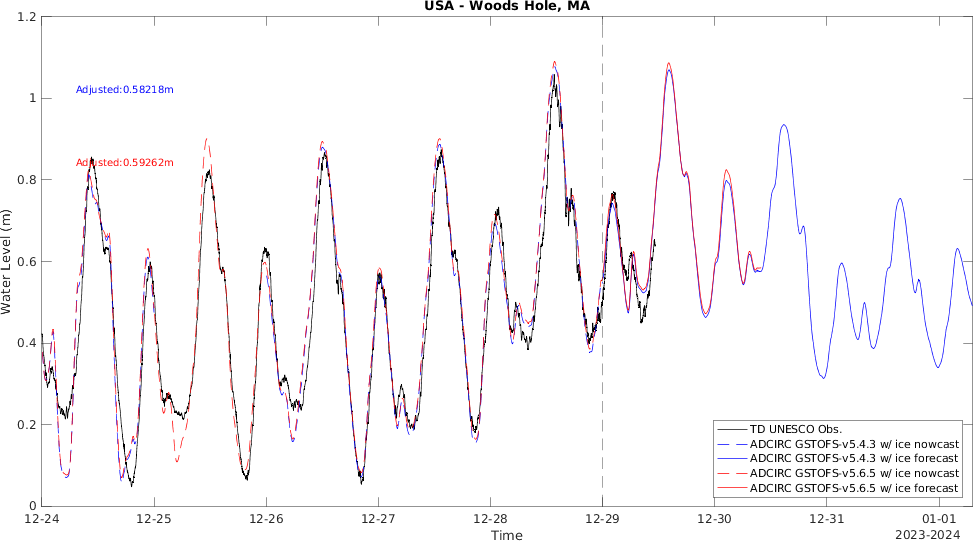 USA - Woods Hole, MA
Water Level (m)
1.2
1
0.8
0.6
0.4
0.2
0
Adjusted:0.58218m
Adjusted:0.59262m
TD UNESCO Obs.
ADCIRC GSTOFS-v5.4.3 w/ ice nowcast
ADCIRC GSTOFS-v5.4.3 w/ ice forecast
ADCIRC GSTOFS-v5.6.5 w/ ice nowcast
ADCIRC GSTOFS-v5.6.5 w/ ice forecast
12-24 12-25 12-26 12-27 12-28 12-29 12-30 12-31 01-01
Time
2023-2024